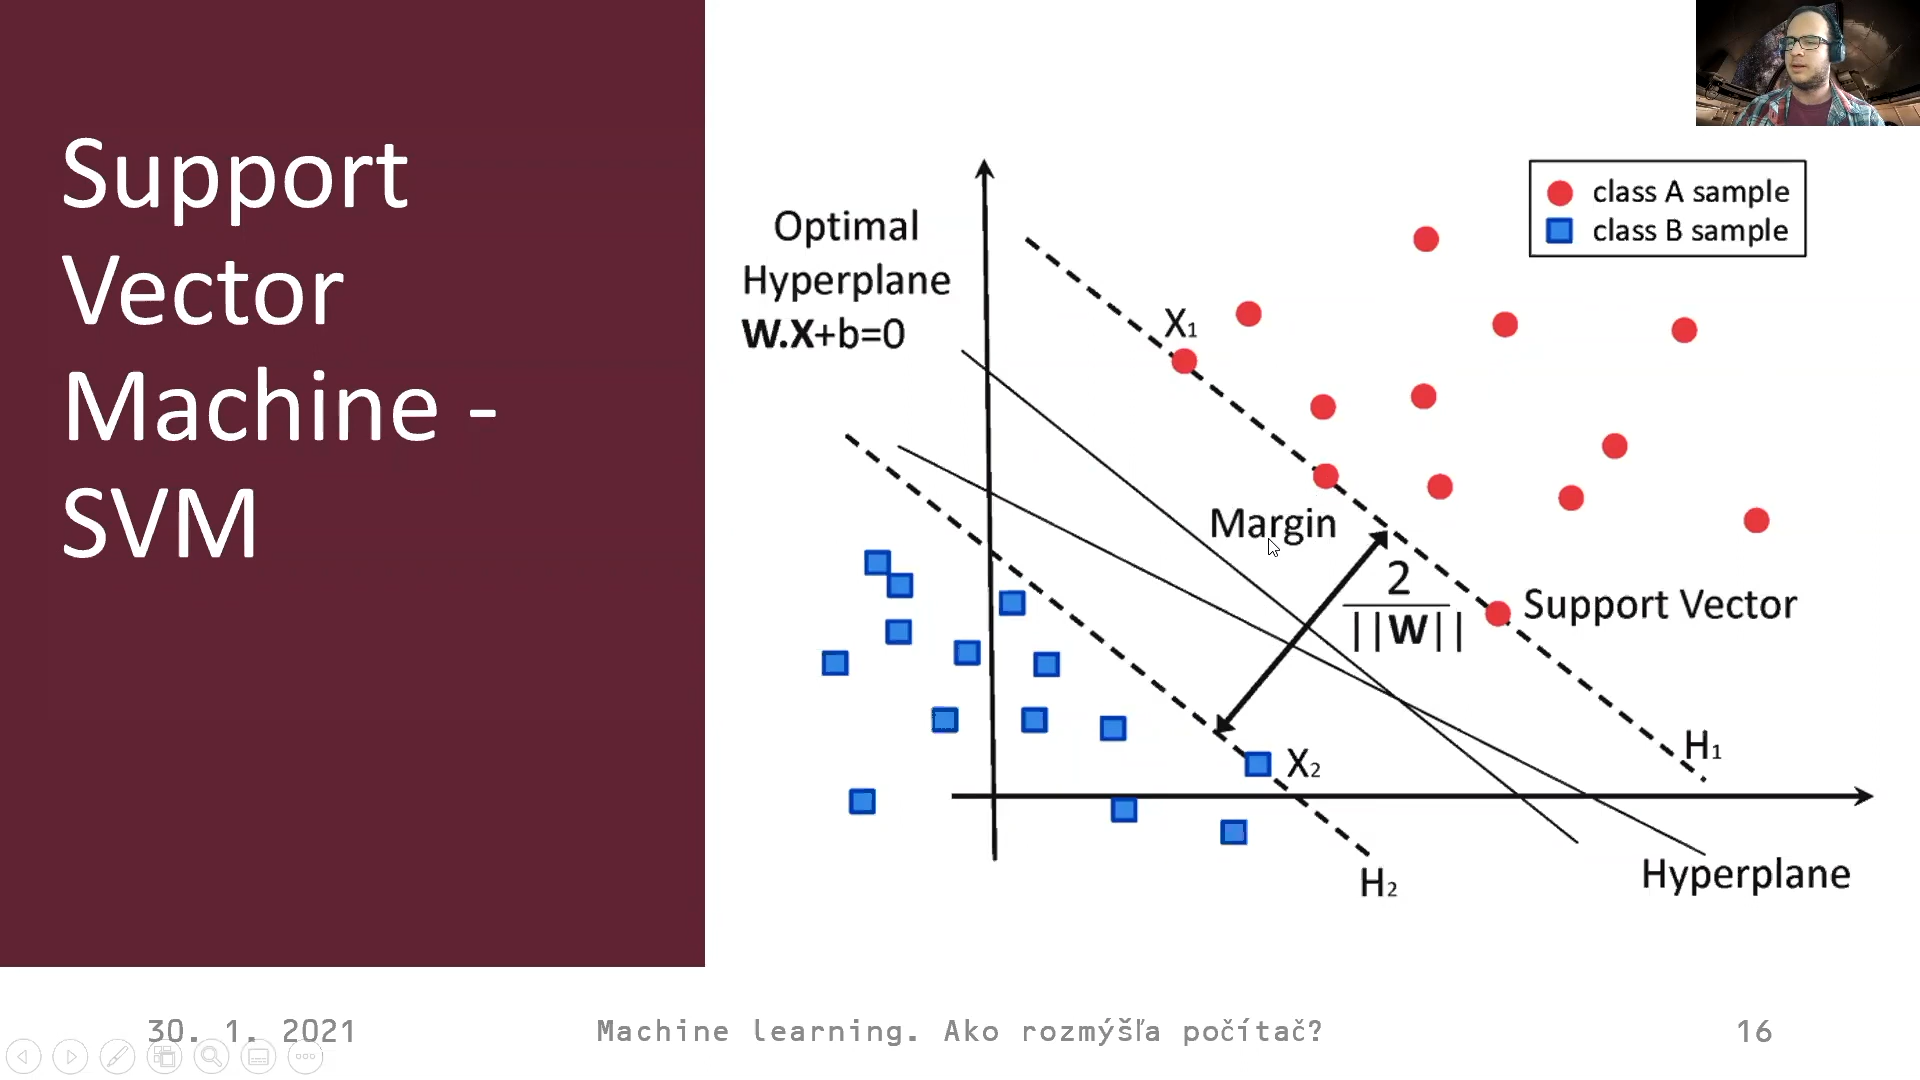 Support
Vector
Machine -
SVM
Optimal
Hyperplane
W.X+b=0
class A sample
class B sample
X1
Margin
2
||W||
Support Vector
X2
H1
H2
Hyperplane
30. 1. 2021
Machine learning. Ako rozmýšľa počítač?
16